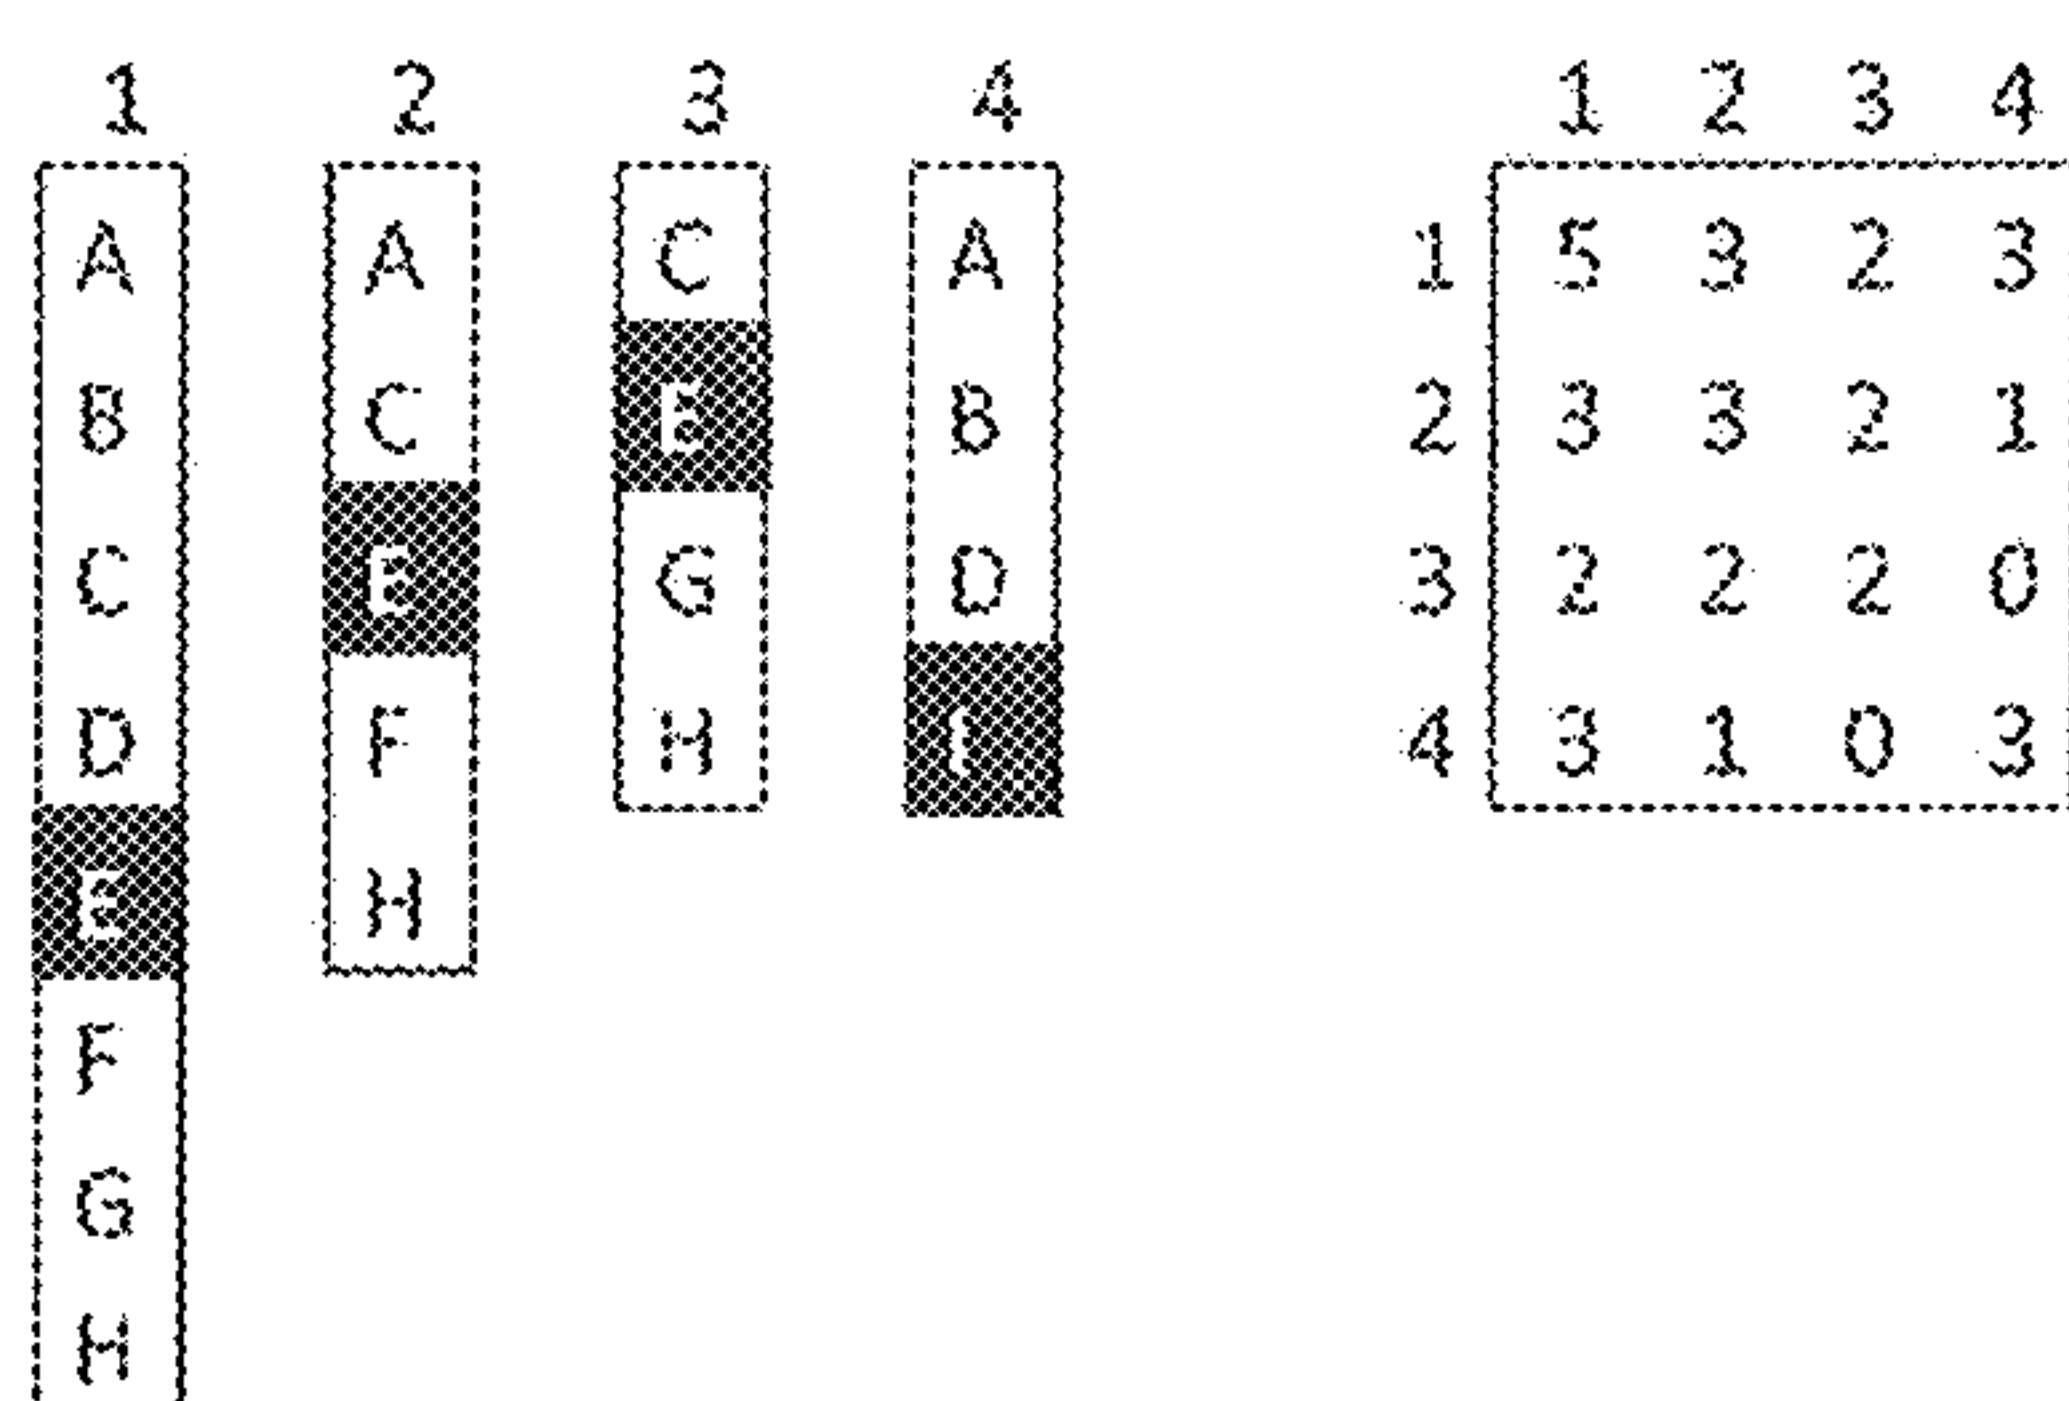 1 2 3 4 1 2 3 4
A A C A 1 5 3 2 3
B C E B 2 3 3 2 1
C E G D 3 2 2 2 0
D F H 4 3 1 0 3
E H
F
G
H